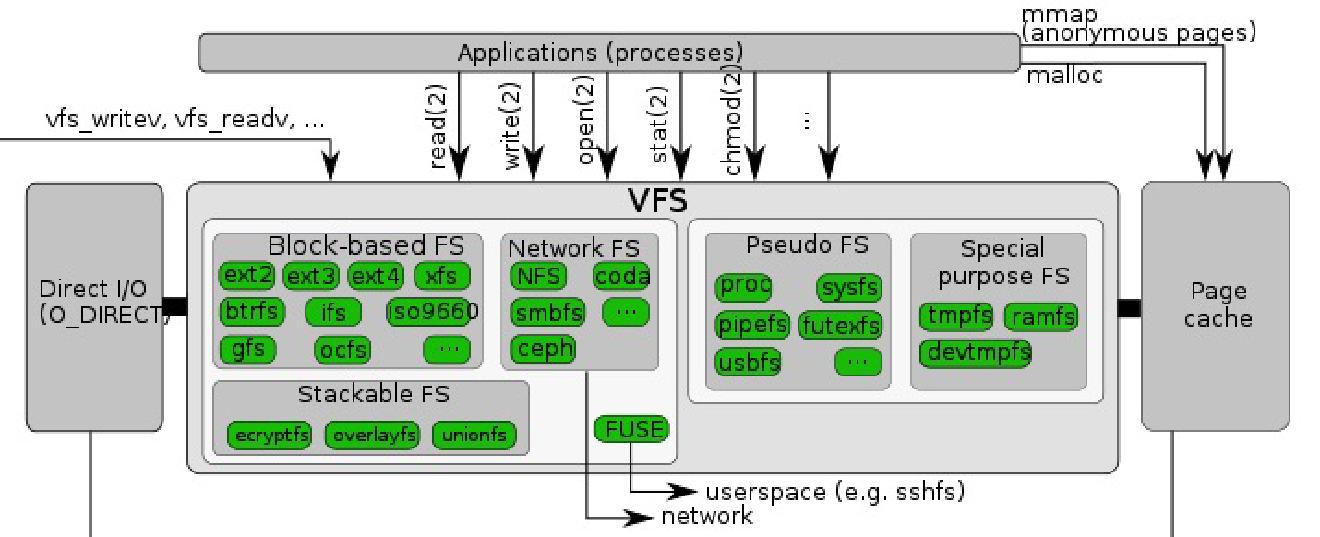 mmap
(anonymous pages)
Applications (processes)
malloc
vfs_writev, vfs_readv, ...
read(2)
write(2)
open(2)
stat(2)
chmod(2)
...
VFS
Direct I/O
(O_DIRECT)
Block-based FS
ext2 ext3 ext4 xfs
btrfs ifs iso9660
gfs ocfs ...
Network FS
NFS coda
smbfs ...
ceph
Stackable FS
ecryptfs overlayfs unionfs
FUSE
Pseudo FS
proc sysfs
pipefs futexfs
usbfs ...
Special
purpose FS
tmpfs ramfs
devtmpfs
Page
cache
userspace (e.g. sshfs)
network